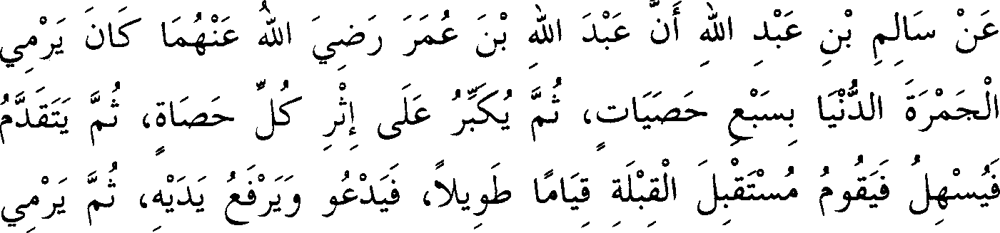 عَنْ سَالِمِ بْنِ عَبْدِ اللهِ أَنَّ عَبْدَ اللهِ بْنَ عُمَرَ رَضِيَ اللهُ عَنْهُمَا كَانَ يَرْمِي
الْجَمْرَةَ الدُّنْيَا بِسَبْعِ حَصَيَاتٍ، ثُمَّ يُكَبِّرُ عَلَى إِثْرِ كُلِّ حَصَاةٍ، ثُمَّ يَتَقَدَّمُ
فَيُسْهِلُ فَيَقُومُ مُسْتَقْبِلَ الْقِبْلَةِ قِيَامًا طَوِيلاً، فَيَدْعُو وَيَرْفَعُ يَدَيْهِ، ثُمَّ يَرْمِي